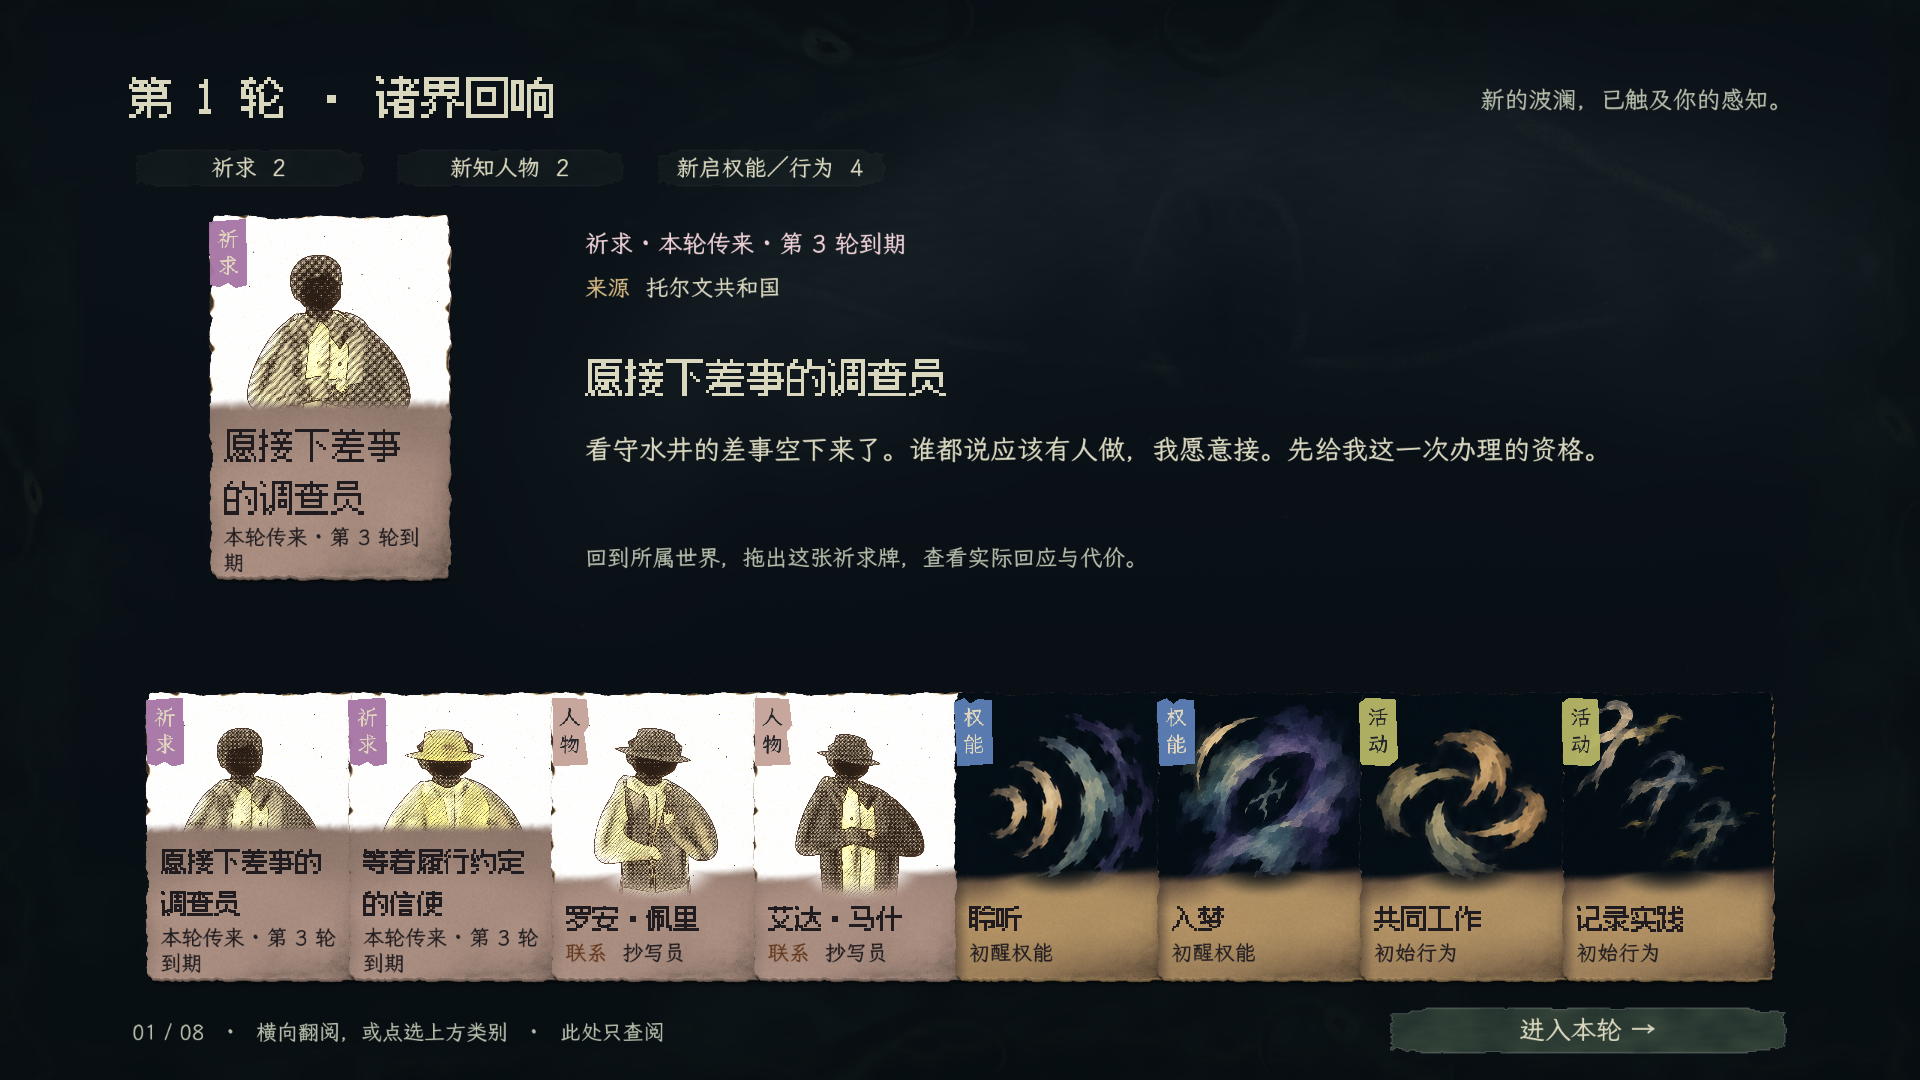 第 1 轮 · 诸界回响
新的波澜，已触及你的感知。
祈求 2
新知人物 2
新启权能／行为 4
祈求
愿接下差事
的调查员
本轮传来·第 3 轮到
期
祈求·本轮传来·第 3 轮到期
来源 托尔文共和国
愿接下差事的调查员
看守水井的差事空下来了。谁都说应该有人做，我愿意接。先给我这一次办理的资格。
回到所属世界，拖出这张祈求牌，查看实际回应与代价。
祈求
愿接下差事的
调查员
本轮传来·第 3 轮
到期
祈求
等着履行约定
的信使
本轮传来·第 3 轮
到期
人物
罗安·佩里
联系 抄写员
人物
艾达·马什
联系 抄写员
权能
聆听
初醒权能
权能
入梦
初醒权能
活动
共同工作
初始行为
活动
记录实践
初始行为
01 / 08 · 横向翻阅，或点选上方类别 · 此处只查阅
进入本轮 →